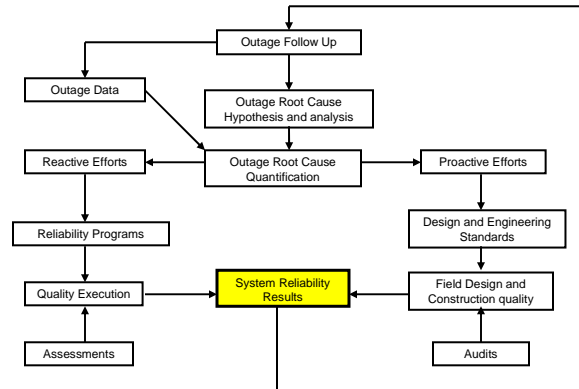 Outage Follow Up
Outage Data
Outage Root Cause
Hypothesis and analysis
Reactive Efforts
Outage Root Cause
Quantification
Proactive Efforts
Reliability Programs
Design and Engineering
Standards
Quality Execution
System Reliability
Results
Field Design and
Construction quality
Assessments
Audits